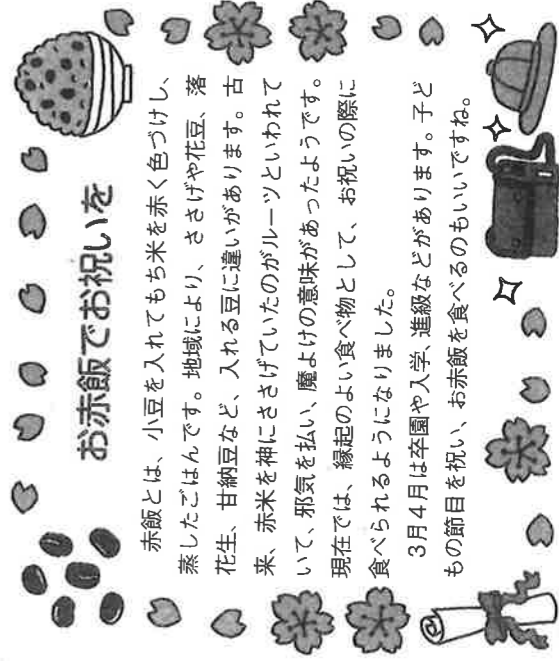 お赤飯でお祝いを
赤飯とは、小豆を入れてもち米を赤く色づけし、
蒸したごはんです。地域により、ささげや花豆、落
花生、甘納豆など、入れる豆に違いがあります。古
来、赤米を神にささげていたのがルーツといわれて
いて、邪気を払い、魔よけの意味があったようです。
現在では、縁起のよい食べ物として、お祝いの際に
食べられるようになりました。
3月4月は卒園や入学、進級などがあります。子ど
もの節目を祝い、お赤飯を食べるのもいいですね。